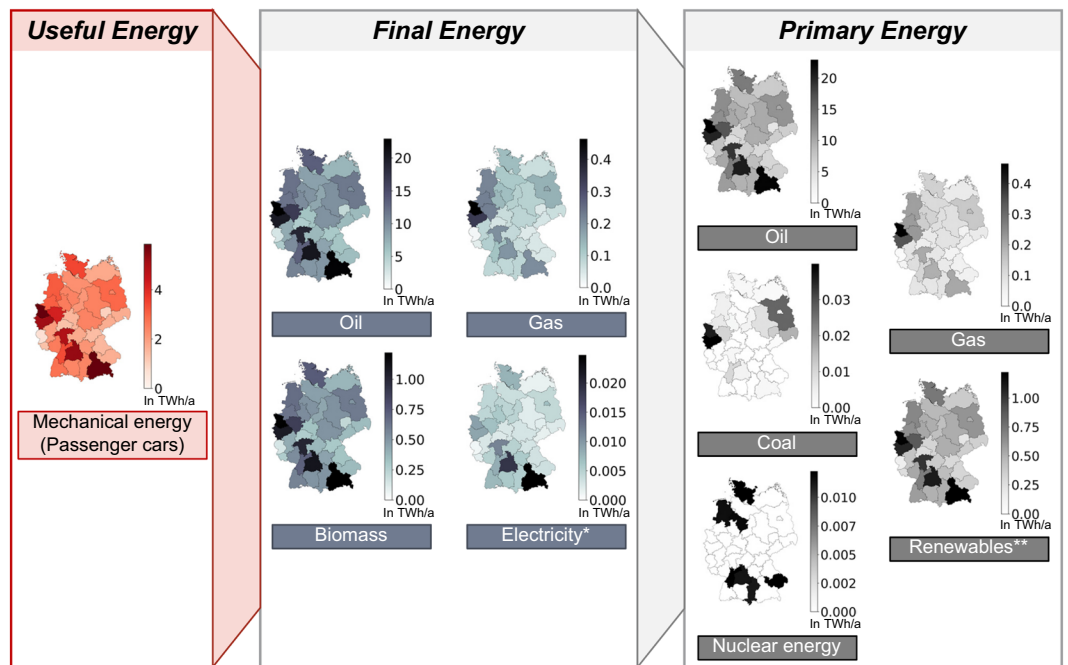 Useful Energy
Final Energy
Primary Energy
4
2
0
In TWh/a
Mechanical energy
(Passenger cars)
20
15
10
5
0
In TWh/a
Oil
0.4
0.3
0.2
0.1
0.0
In TWh/a
Gas
1.00
0.75
0.50
0.25
0.00
In TWh/a
Biomass
0.020
0.015
0.010
0.005
0.000
In TWh/a
Electricity*
20
15
10
5
0
In TWh/a
Oil
0.03
0.02
0.01
0.00
In TWh/a
Coal
0.010
0.007
0.005
0.002
0.000
In TWh/a
Nuclear energy
0.4
0.3
0.2
0.1
0.0
In TWh/a
Gas
1.00
0.75
0.50
0.25
0.00
In TWh/a
Renewables**